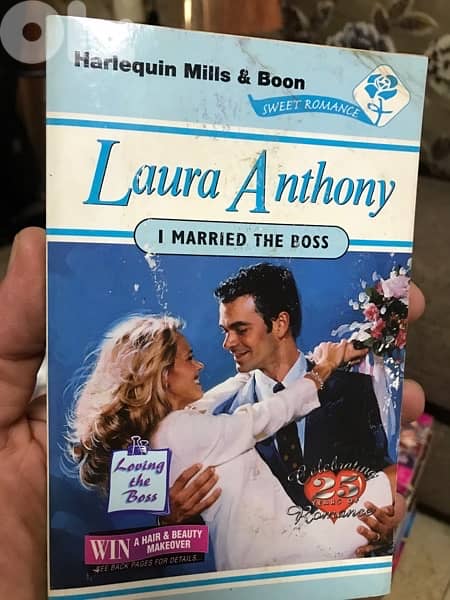 Harlequin Mills & Boon
SWEET ROMANCE
Laura Anthony
I MARRIED THE BOSS
Loving
the
Boss
Celebrating
25
YEARS OF
Romance
WIN A HAIR & BEAUTY
MAKEOVER
SEE BACK PAGES FOR DETAILS...